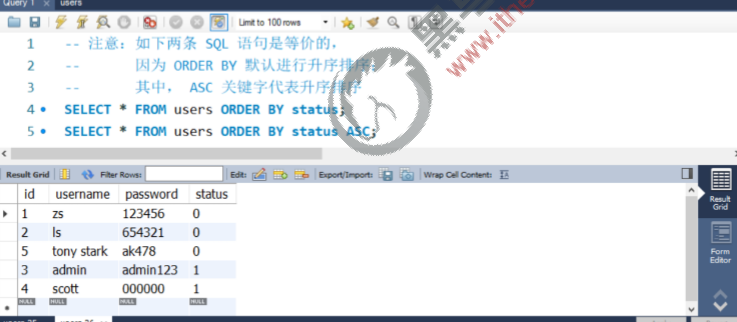 Query 1 users
Limit to 100 rows
1 -- 注意：如下两条 SQL 语句是等价的，
2 -- 因为 ORDER BY 默认进行升序排序
3 -- 其中， ASC 关键字代表升序排序
4 SELECT * FROM users ORDER BY status;
5 SELECT * FROM users ORDER BY status ASC;
Result Grid Filter Rows: Edit: Export/Import: Wrap Cell Content:
id username password status
1 zs 123456 0
2 ls 654321 0
5 tony stark ak478 0
3 admin admin123 1
4 scott 000000 1
NULL NULL NULL NULL
Result
Grid
Form
Editor